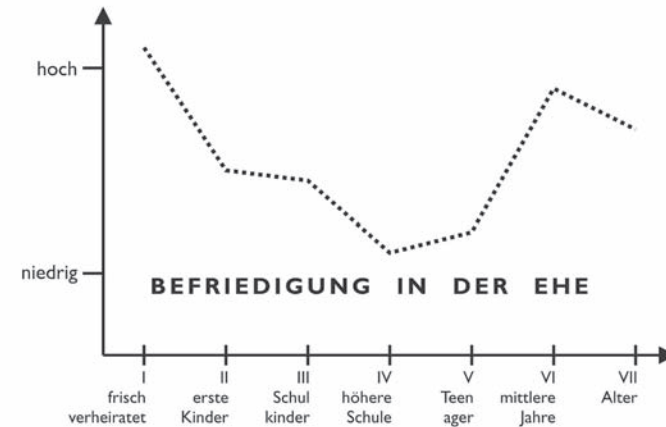 hoch
niedrig
BEFRIEDIGUNG IN DER EHE
I II III IV V VI VII
frisch erste Schul höhere Teen mittlere Alter
verheiratet Kinder kinder Schule ager Jahre